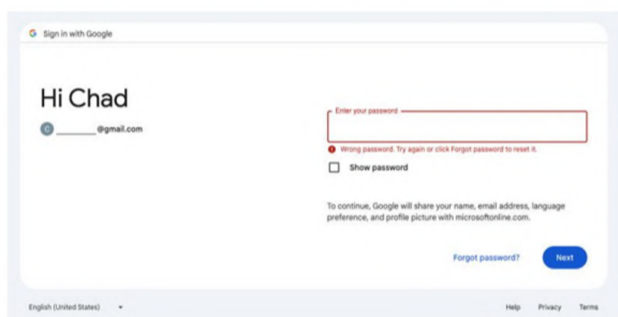 Sign in with Google
Hi Chad
C ________@gmail.com
Enter your password
Wrong password. Try again or click Forgot password to reset it.
Show password
To continue, Google will share your name, email address, language
preference, and profile picture with microsoftonline.com.
Forgot password?
Next
English (United States)
Help Privacy Terms